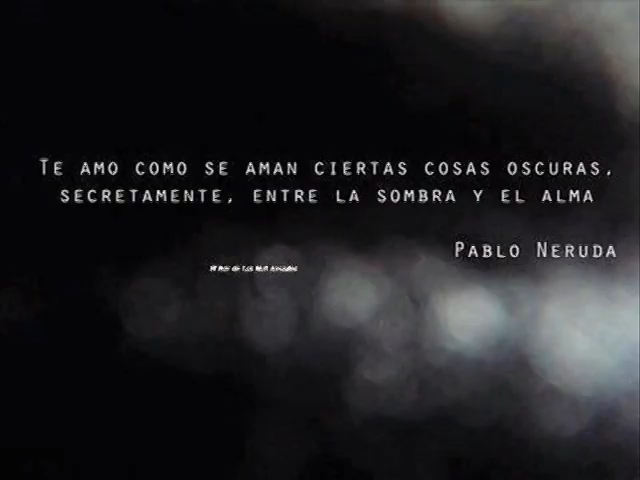 TE AMO COMO SE AMAN CIERTAS COSAS OSCURAS,
SECRETAMENTE, ENTRE LA SOMBRA Y EL ALMA
PABLO NERUDA